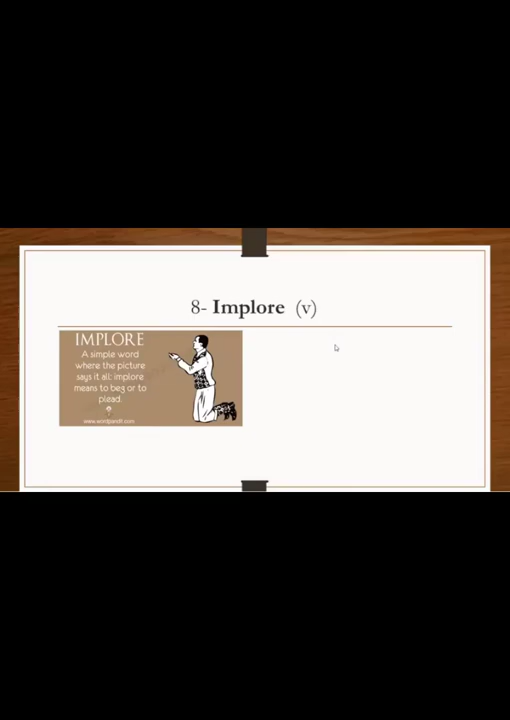 8- Implore (v)
IMPLORE
A simple word
where the picture
says it all: implore
means to beg or to
plead.
www.wordpandit.com